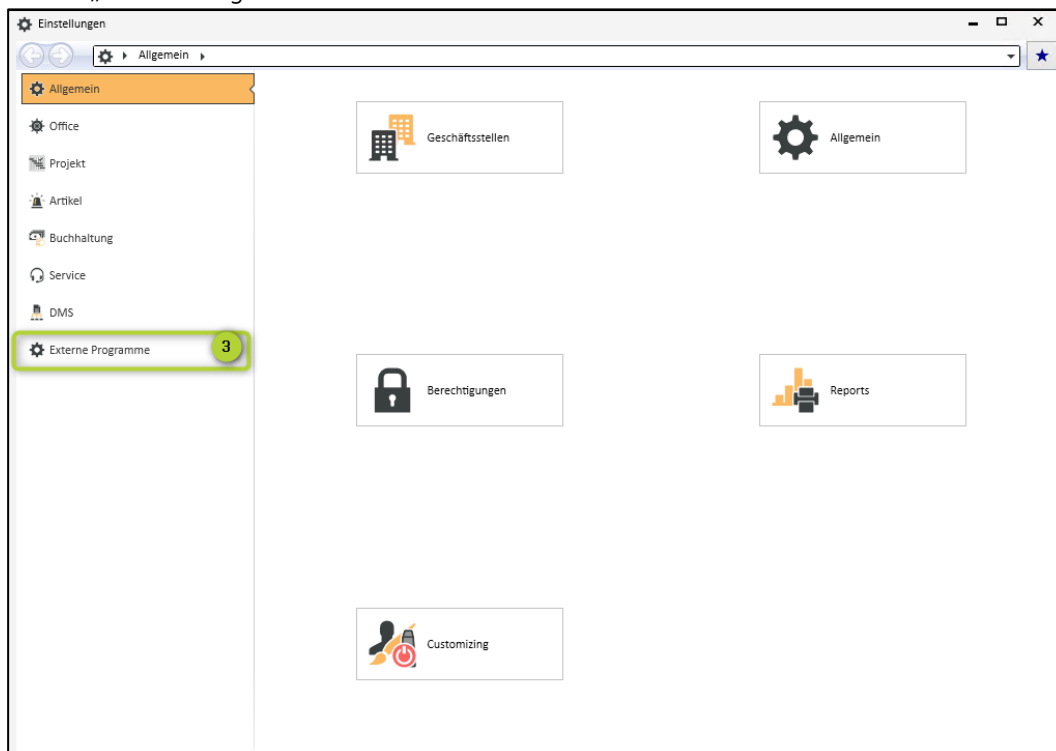 Einstellungen
Allgemein
Allgemein
Office
Projekt
Artikel
Buchhaltung
Service
DMS
Externe Programme 3
Geschäftsstellen
Allgemein
Berechtigungen
Reports
Customizing